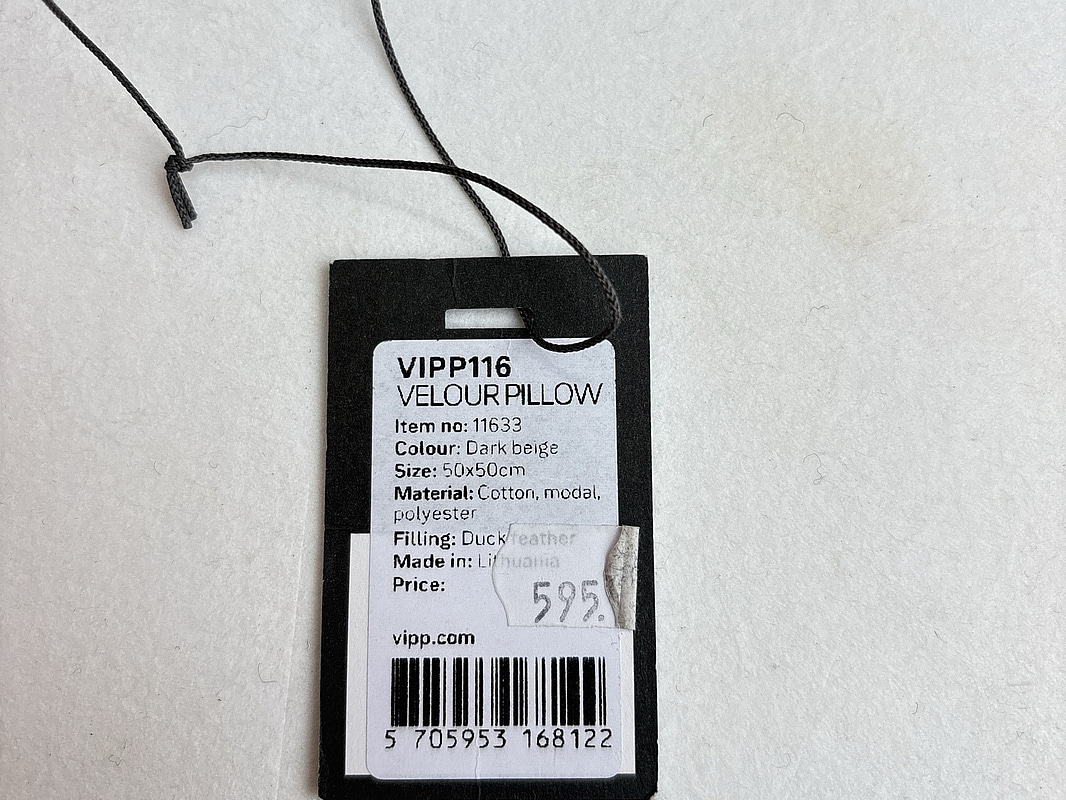 VIPP116
VELOUR PILLOW
Item no: 11633
Colour: Dark beige
Size: 50x50cm
Material: Cotton, modal,
polyester
Filling: Duck feather
Made in: Lithuania
Price:
595.
vipp.com
5 705953 168122